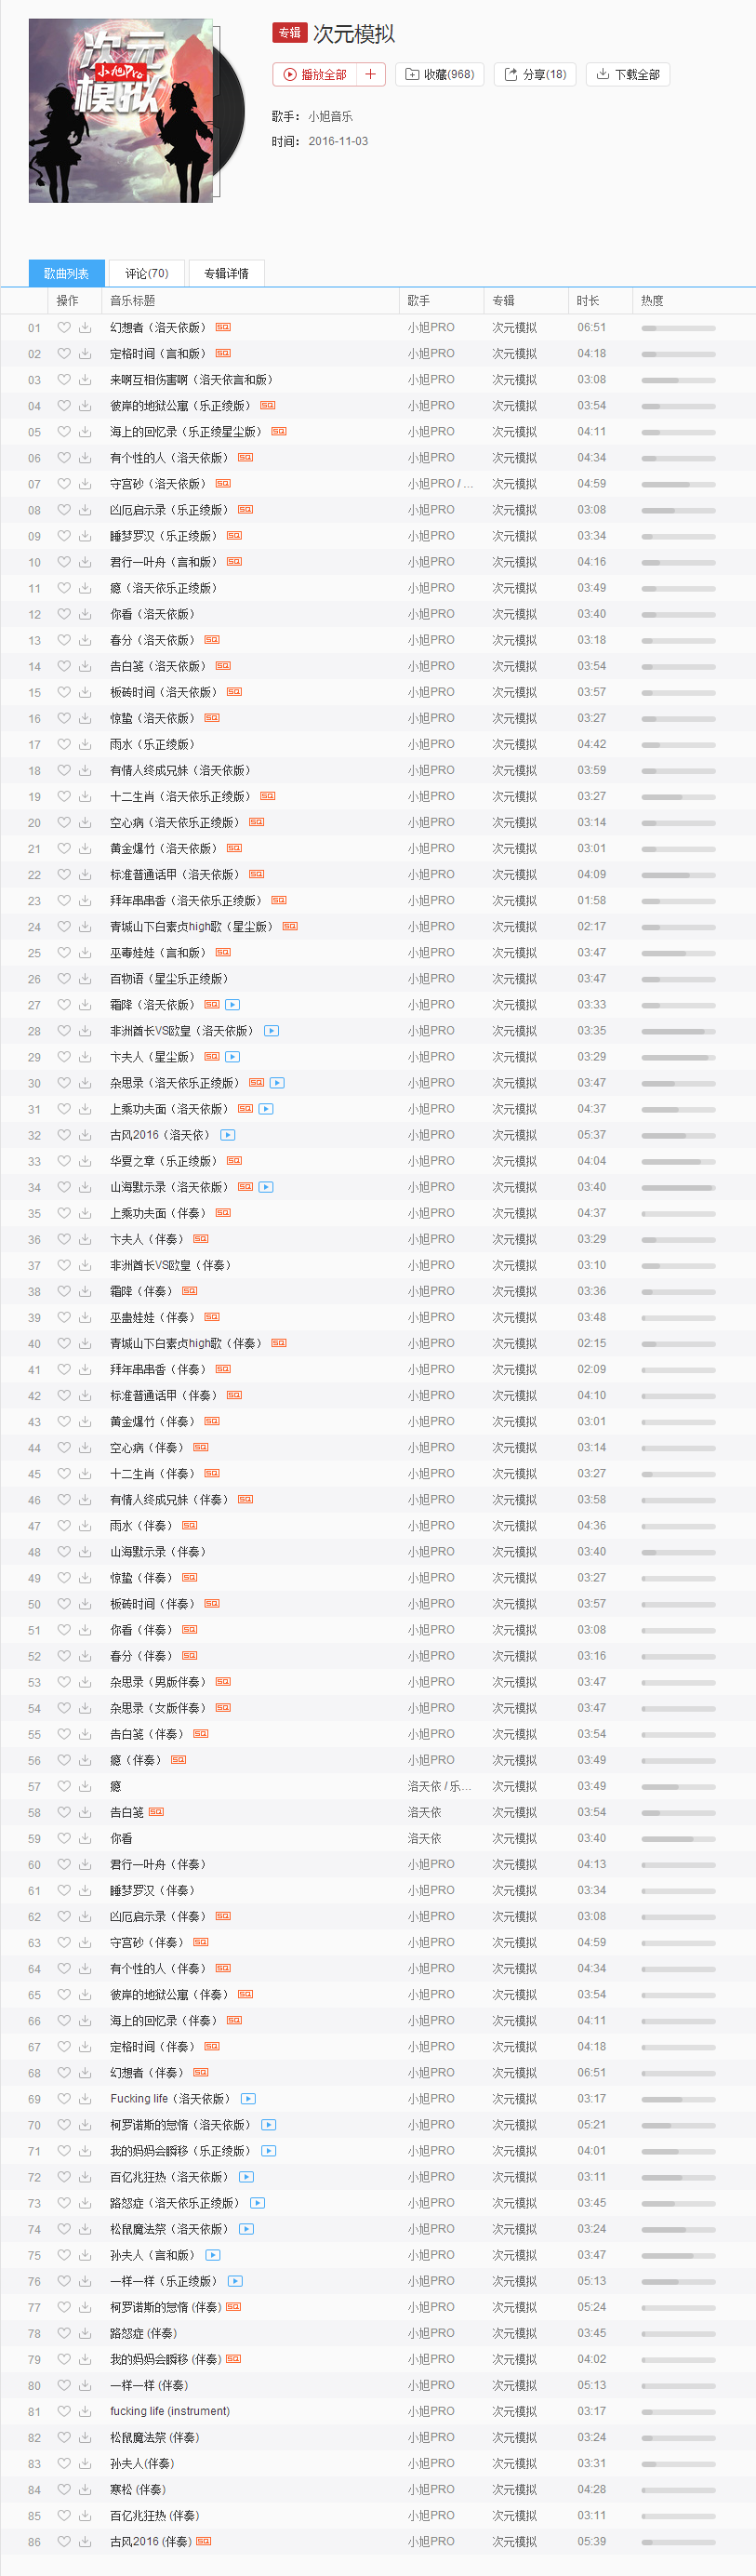 次元
小旭Pro
模拟
专辑 次元模拟
播放全部 + 收藏(968) 分享(18) 下载全部
歌手： 小旭音乐
时间： 2016-11-03
歌曲列表 评论(70) 专辑详情
操作 音乐标题 歌手 专辑 时长 热度
01 幻想者（洛天依版） SQ 小旭PRO 次元模拟 06:51
02 定格时间（言和版） SQ 小旭PRO 次元模拟 04:18
03 来啊互相伤害啊（洛天依言和版） 小旭PRO 次元模拟 03:08
04 彼岸的地狱公寓（乐正绫版） SQ 小旭PRO 次元模拟 03:54
05 海上的回忆录（乐正绫星尘版） SQ 小旭PRO 次元模拟 04:11
06 有个性的人（洛天依版） SQ 小旭PRO 次元模拟 04:34
07 守宫砂（洛天依版） SQ 小旭PRO / ... 次元模拟 04:59
08 凶厄启示录（乐正绫版） SQ 小旭PRO 次元模拟 03:08
09 睡梦罗汉（乐正绫版） SQ 小旭PRO 次元模拟 03:34
10 君行一叶舟（言和版） SQ 小旭PRO 次元模拟 04:16
11 瘾（洛天依乐正绫版） 小旭PRO 次元模拟 03:49
12 你看（洛天依版） 小旭PRO 次元模拟 03:40
13 春分（洛天依版） SQ 小旭PRO 次元模拟 03:18
14 告白笺（洛天依版） SQ 小旭PRO 次元模拟 03:54
15 板砖时间（洛天依版） SQ 小旭PRO 次元模拟 03:57
16 惊蛰（洛天依版） SQ 小旭PRO 次元模拟 03:27
17 雨水（乐正绫版） 小旭PRO 次元模拟 04:42
18 有情人终成兄妹（洛天依版） 小旭PRO 次元模拟 03:59
19 十二生肖（洛天依乐正绫版） SQ 小旭PRO 次元模拟 03:27
20 空心病（洛天依乐正绫版） SQ 小旭PRO 次元模拟 03:14
21 黄金爆竹（洛天依版） SQ 小旭PRO 次元模拟 03:01
22 标准普通话甲（洛天依版） SQ 小旭PRO 次元模拟 04:09
23 拜年串串香（洛天依乐正绫版） SQ 小旭PRO 次元模拟 01:58
24 青城山下白素贞high歌（星尘版） SQ 小旭PRO 次元模拟 02:17
25 巫毒娃娃（言和版） SQ 小旭PRO 次元模拟 03:47
26 百物语（星尘乐正绫版） 小旭PRO 次元模拟 03:47
27 霜降（洛天依版） SQ 小旭PRO 次元模拟 03:33
28 非洲酋长VS欧皇（洛天依版） 小旭PRO 次元模拟 03:35
29 卞夫人（星尘版） SQ 小旭PRO 次元模拟 03:29
30 杂思录（洛天依乐正绫版） SQ 小旭PRO 次元模拟 03:47
31 上乘功夫面（洛天依版） SQ 小旭PRO 次元模拟 04:37
32 古风2016（洛天依） 小旭PRO 次元模拟 05:37
33 华夏之章（乐正绫版） SQ 小旭PRO 次元模拟 04:04
34 山海默示录（洛天依版） SQ 小旭PRO 次元模拟 03:40
35 上乘功夫面（伴奏） SQ 小旭PRO 次元模拟 04:37
36 卞夫人（伴奏） SQ 小旭PRO 次元模拟 03:29
37 非洲酋长VS欧皇（伴奏） 小旭PRO 次元模拟 03:10
38 霜降（伴奏） SQ 小旭PRO 次元模拟 03:36
39 巫蛊娃娃（伴奏） SQ 小旭PRO 次元模拟 03:48
40 青城山下白素贞high歌（伴奏） SQ 小旭PRO 次元模拟 02:15
41 拜年串串香（伴奏） SQ 小旭PRO 次元模拟 02:09
42 标准普通话甲（伴奏） SQ 小旭PRO 次元模拟 04:10
43 黄金爆竹（伴奏） SQ 小旭PRO 次元模拟 03:01
44 空心病（伴奏） SQ 小旭PRO 次元模拟 03:14
45 十二生肖（伴奏） SQ 小旭PRO 次元模拟 03:27
46 有情人终成兄妹（伴奏） SQ 小旭PRO 次元模拟 03:58
47 雨水（伴奏） SQ 小旭PRO 次元模拟 04:36
48 山海默示录（伴奏） 小旭PRO 次元模拟 03:40
49 惊蛰（伴奏） SQ 小旭PRO 次元模拟 03:27
50 板砖时间（伴奏） SQ 小旭PRO 次元模拟 03:57
51 你看（伴奏） SQ 小旭PRO 次元模拟 03:08
52 春分（伴奏） SQ 小旭PRO 次元模拟 03:16
53 杂思录（男版伴奏） SQ 小旭PRO 次元模拟 03:47
54 杂思录（女版伴奏） SQ 小旭PRO 次元模拟 03:47
55 告白笺（伴奏） SQ 小旭PRO 次元模拟 03:54
56 瘾（伴奏） SQ 小旭PRO 次元模拟 03:49
57 瘾 洛天依 / 乐... 次元模拟 03:49
58 告白笺 SQ 洛天依 次元模拟 03:54
59 你看 洛天依 次元模拟 03:40
60 君行一叶舟（伴奏） 小旭PRO 次元模拟 04:13
61 睡梦罗汉（伴奏） 小旭PRO 次元模拟 03:34
62 凶厄启示录（伴奏） SQ 小旭PRO 次元模拟 03:08
63 守宫砂（伴奏） SQ 小旭PRO 次元模拟 04:59
64 有个性的人（伴奏） SQ 小旭PRO 次元模拟 04:34
65 彼岸的地狱公寓（伴奏） SQ 小旭PRO 次元模拟 03:54
66 海上的回忆录（伴奏） SQ 小旭PRO 次元模拟 04:11
67 定格时间（伴奏） SQ 小旭PRO 次元模拟 04:18
68 幻想者（伴奏） SQ 小旭PRO 次元模拟 06:51
69 Fucking life（洛天依版） 小旭PRO 次元模拟 03:17
70 柯罗诺斯的怠惰（洛天依版） 小旭PRO 次元模拟 05:21
71 我的妈妈会瞬移（乐正绫版） 小旭PRO 次元模拟 04:01
72 百亿兆狂热（洛天依版） 小旭PRO 次元模拟 03:11
73 路怒症（洛天依乐正绫版） 小旭PRO 次元模拟 03:45
74 松鼠魔法祭（洛天依版） 小旭PRO 次元模拟 03:24
75 孙夫人（言和版） 小旭PRO 次元模拟 03:47
76 一样一样（乐正绫版） 小旭PRO 次元模拟 05:13
77 柯罗诺斯的怠惰 (伴奏) SQ 小旭PRO 次元模拟 05:24
78 路怒症 (伴奏) 小旭PRO 次元模拟 03:45
79 我的妈妈会瞬移 (伴奏) SQ 小旭PRO 次元模拟 04:02
80 一样一样 (伴奏) 小旭PRO 次元模拟 05:13
81 fucking life (instrument) 小旭PRO 次元模拟 03:17
82 松鼠魔法祭 (伴奏) 小旭PRO 次元模拟 03:24
83 孙夫人(伴奏) 小旭PRO 次元模拟 03:31
84 寒松 (伴奏) 小旭PRO 次元模拟 04:28
85 百亿兆狂热 (伴奏) 小旭PRO 次元模拟 03:11
86 古风2016 (伴奏) SQ 小旭PRO 次元模拟 05:39